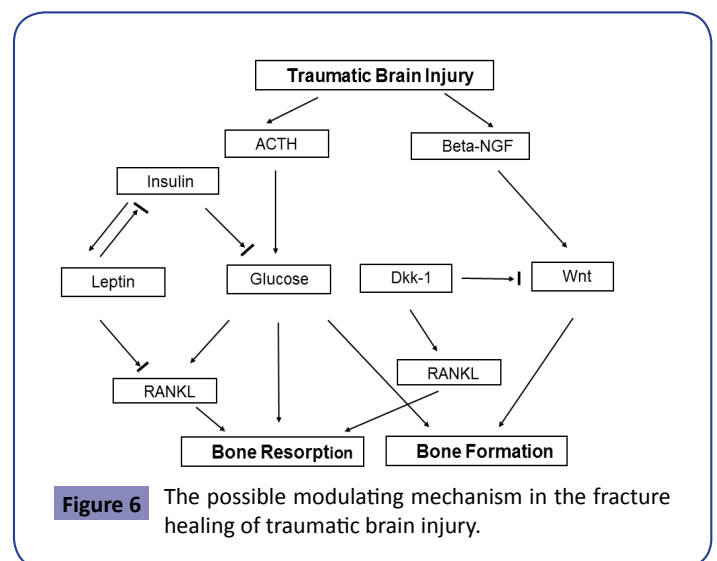 Traumatic Brain Injury
ACTH
Beta-NGF
Insulin
Leptin
Glucose
Dkk-1
Wnt
RANKL
RANKL
Bone Resorption
Bone Formation
Figure 6 The possible modulating mechanism in the fracture
healing of traumatic brain injury.